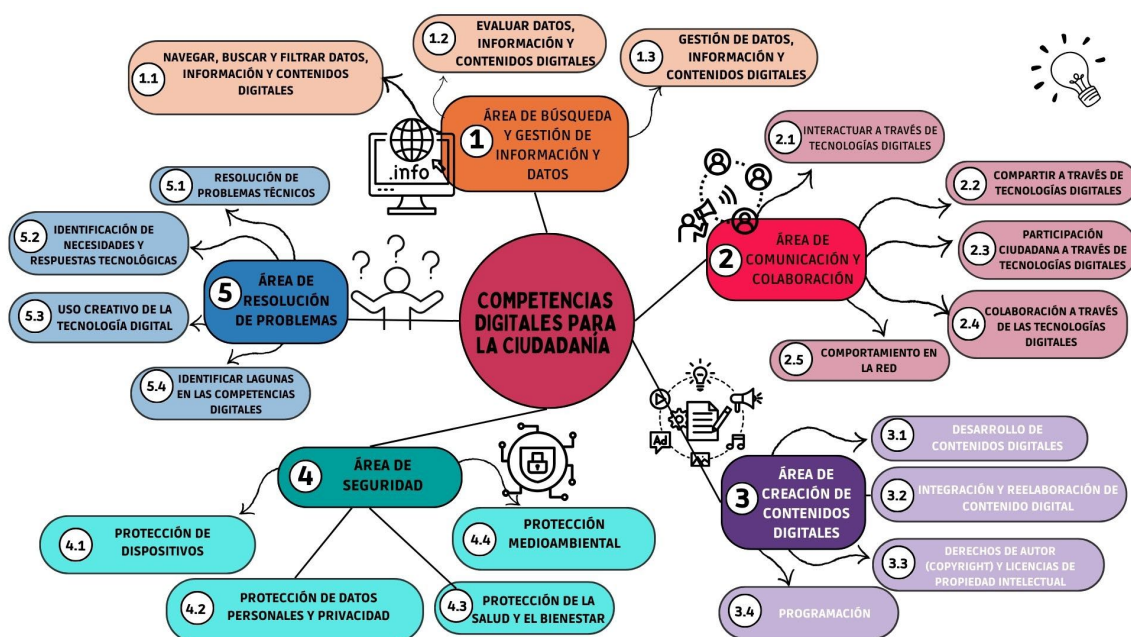 COMPETENCIAS
DIGITALES PARA
LA CIUDADANÍA
1
ÁREA DE BÚSQUEDA
Y GESTIÓN DE
INFORMACIÓN Y
DATOS
.info
1.1
NAVEGAR, BUSCAR Y FILTRAR DATOS,
INFORMACIÓN Y CONTENIDOS
DIGITALES
1.2
EVALUAR DATOS,
INFORMACIÓN Y
CONTENIDOS DIGITALES
1.3
GESTIÓN DE DATOS,
INFORMACIÓN Y
CONTENIDOS DIGITALES
2
ÁREA DE
COMUNICACIÓN Y
COLABORACIÓN
2.1
INTERACTUAR A TRAVÉS DE
TECNOLOGÍAS DIGITALES
2.2
COMPARTIR A TRAVÉS DE
TECNOLOGÍAS DIGITALES
2.3
PARTICIPACIÓN
CIUDADANA A TRAVÉS DE
TECNOLOGÍAS DIGITALES
2.4
COLABORACIÓN A TRAVÉS
DE LAS TECNOLOGÍAS
DIGITALES
2.5
COMPORTAMIENTO EN
LA RED
3
ÁREA DE
CREACIÓN DE
CONTENIDOS
DIGITALES
Ad
3.1
DESARROLLO DE
CONTENIDOS DIGITALES
3.2
INTEGRACIÓN Y REELABORACIÓN DE
CONTENIDO DIGITAL
3.3
DERECHOS DE AUTOR
(COPYRIGHT) Y LICENCIAS DE
PROPIEDAD INTELECTUAL
3.4
PROGRAMACIÓN
4
ÁREA DE
SEGURIDAD
4.1
PROTECCIÓN DE
DISPOSITIVOS
4.2
PROTECCIÓN DE DATOS
PERSONALES Y PRIVACIDAD
4.3
PROTECCIÓN DE LA
SALUD Y EL BIENESTAR
4.4
PROTECCIÓN
MEDIOAMBIENTAL
5
ÁREA DE
RESOLUCIÓN
DE PROBLEMAS
? ? ?
5.1
RESOLUCIÓN DE
PROBLEMAS TÉCNICOS
5.2
IDENTIFICACIÓN DE
NECESIDADES Y
RESPUESTAS TECNOLÓGICAS
5.3
USO CREATIVO DE LA
TECNOLOGÍA DIGITAL
5.4
IDENTIFICAR LAGUNAS
EN LAS COMPETENCIAS
DIGITALES